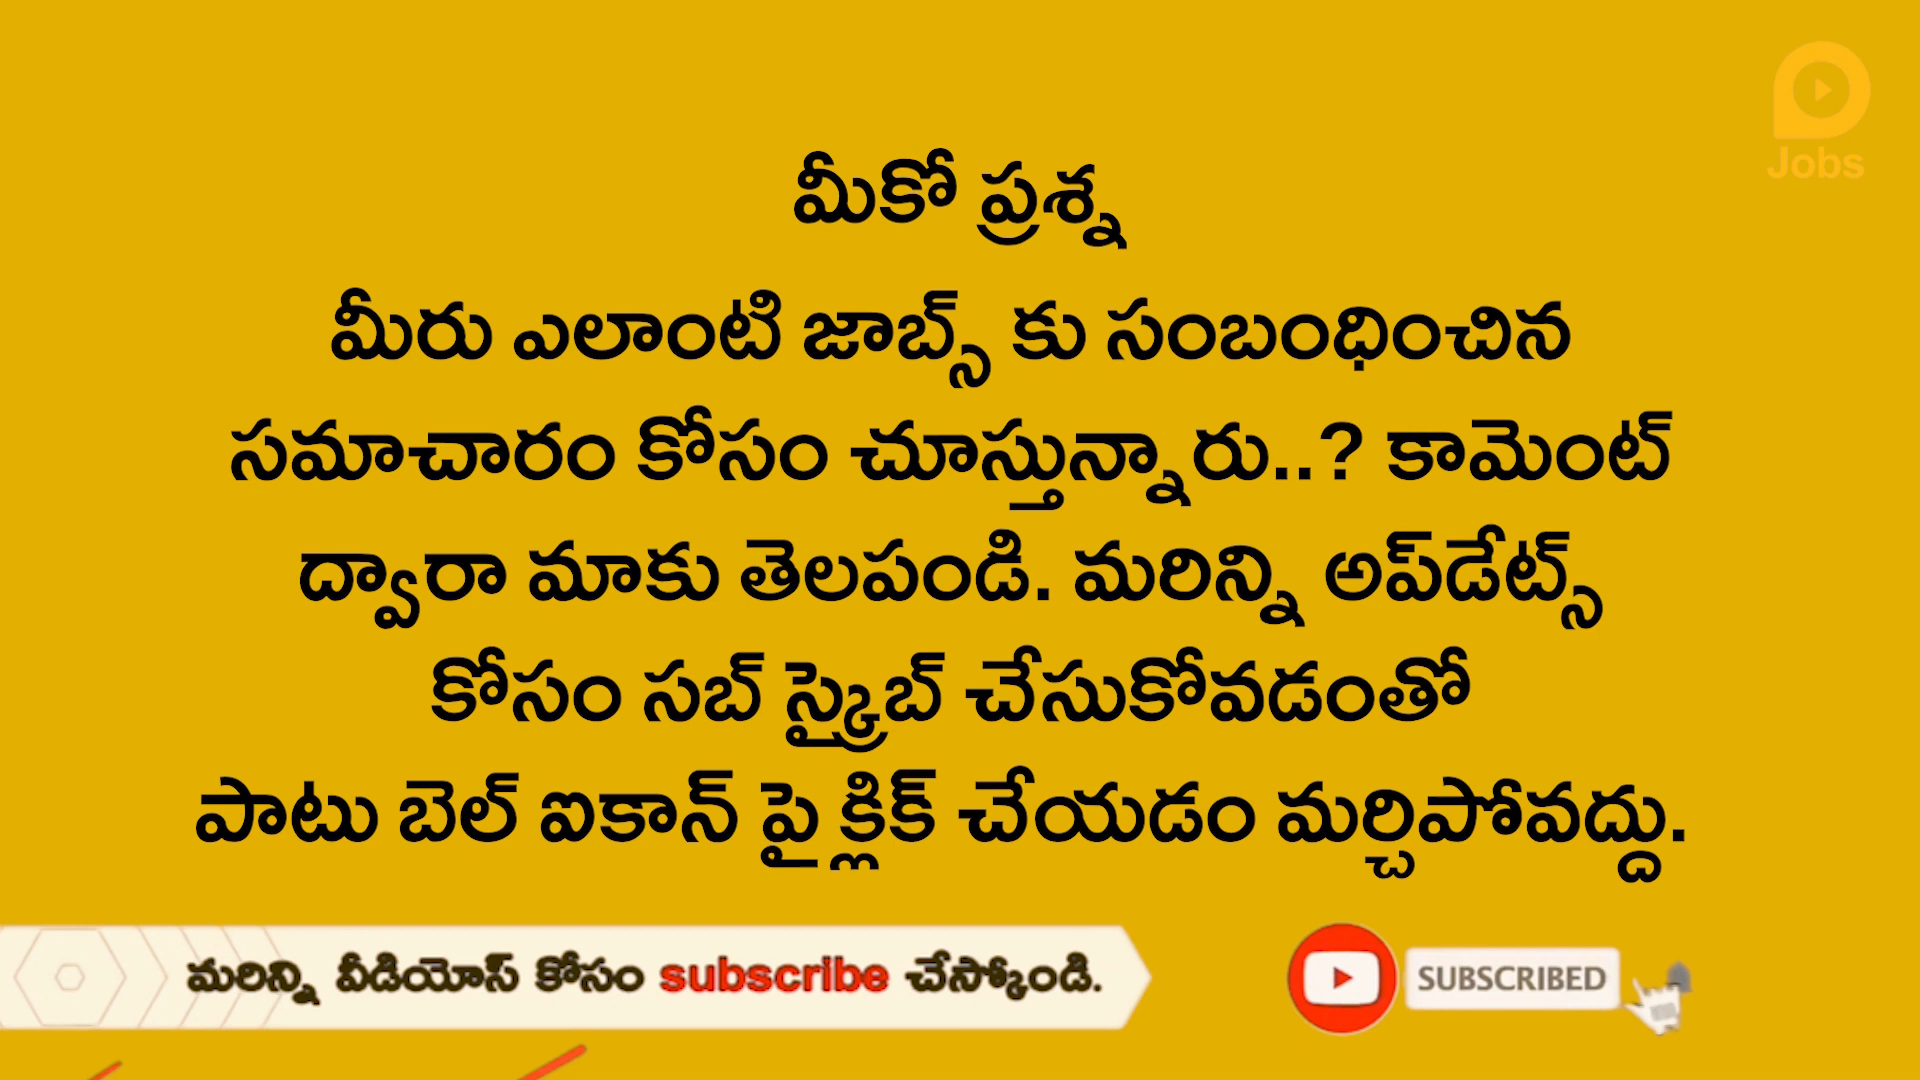 Jobs
మీకో ప్రశ్న
మీరు ఎలాంటి జాబ్స్ కు సంబంధించిన
సమాచారం కోసం చూస్తున్నారు..? కామెంట్
ద్వారా మాకు తెలపండి. మరిన్ని అప్‌డేట్స్
కోసం సబ్ స్క్రైబ్ చేసుకోవడంతో
పాటు బెల్ ఐకాన్ పై క్లిక్ చేయడం మర్చిపోవద్దు.
మరిన్ని వీడియోస్ కోసం subscribe చేస్కోండి.
SUBSCRIBED